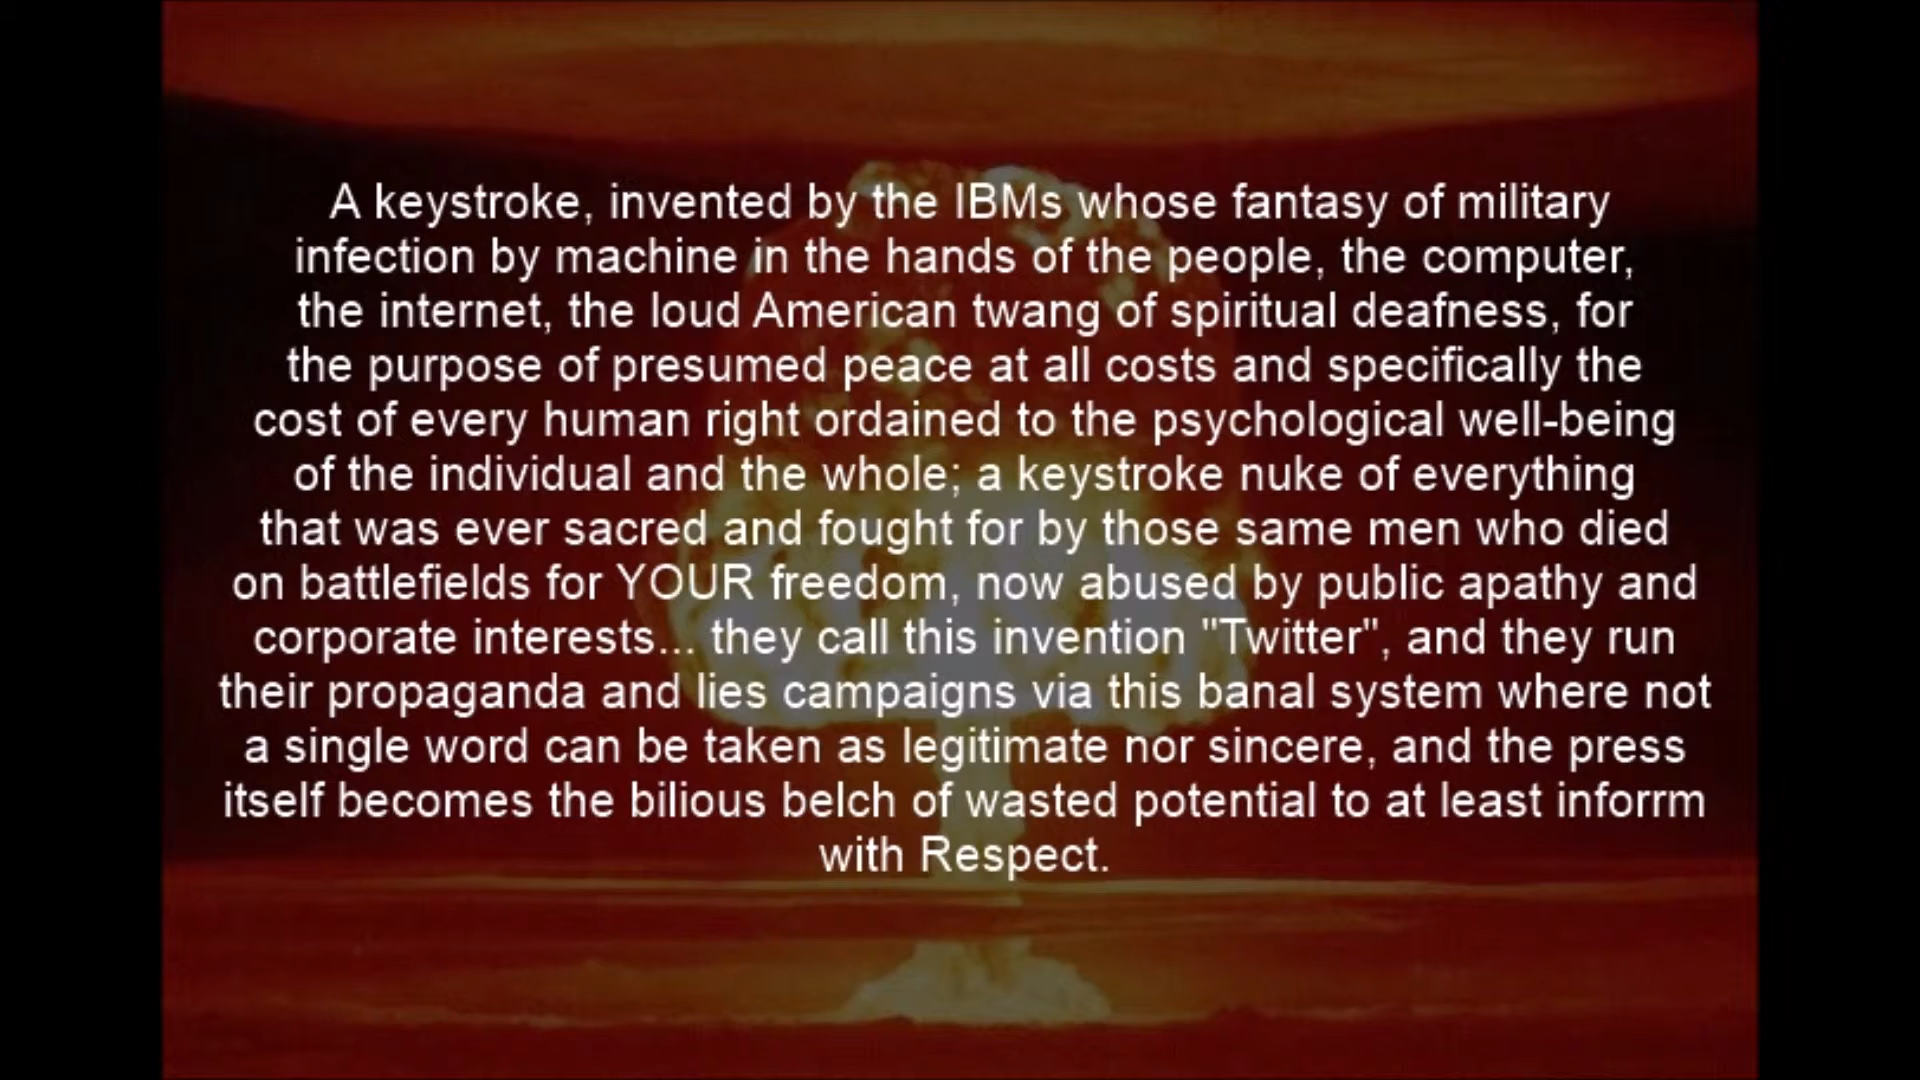 A keystroke, invented by the IBMs whose fantasy of military
infection by machine in the hands of the people, the computer,
the internet, the loud American twang of spiritual deafness, for
the purpose of presumed peace at all costs and specifically the
cost of every human right ordained to the psychological well-being
of the individual and the whole; a keystroke nuke of everything
that was ever sacred and fought for by those same men who died
on battlefields for YOUR freedom, now abused by public apathy and
corporate interests... they call this invention "Twitter", and they run
their propaganda and lies campaigns via this banal system where not
a single word can be taken as legitimate nor sincere, and the press
itself becomes the bilious belch of wasted potential to at least inforrm
with Respect.